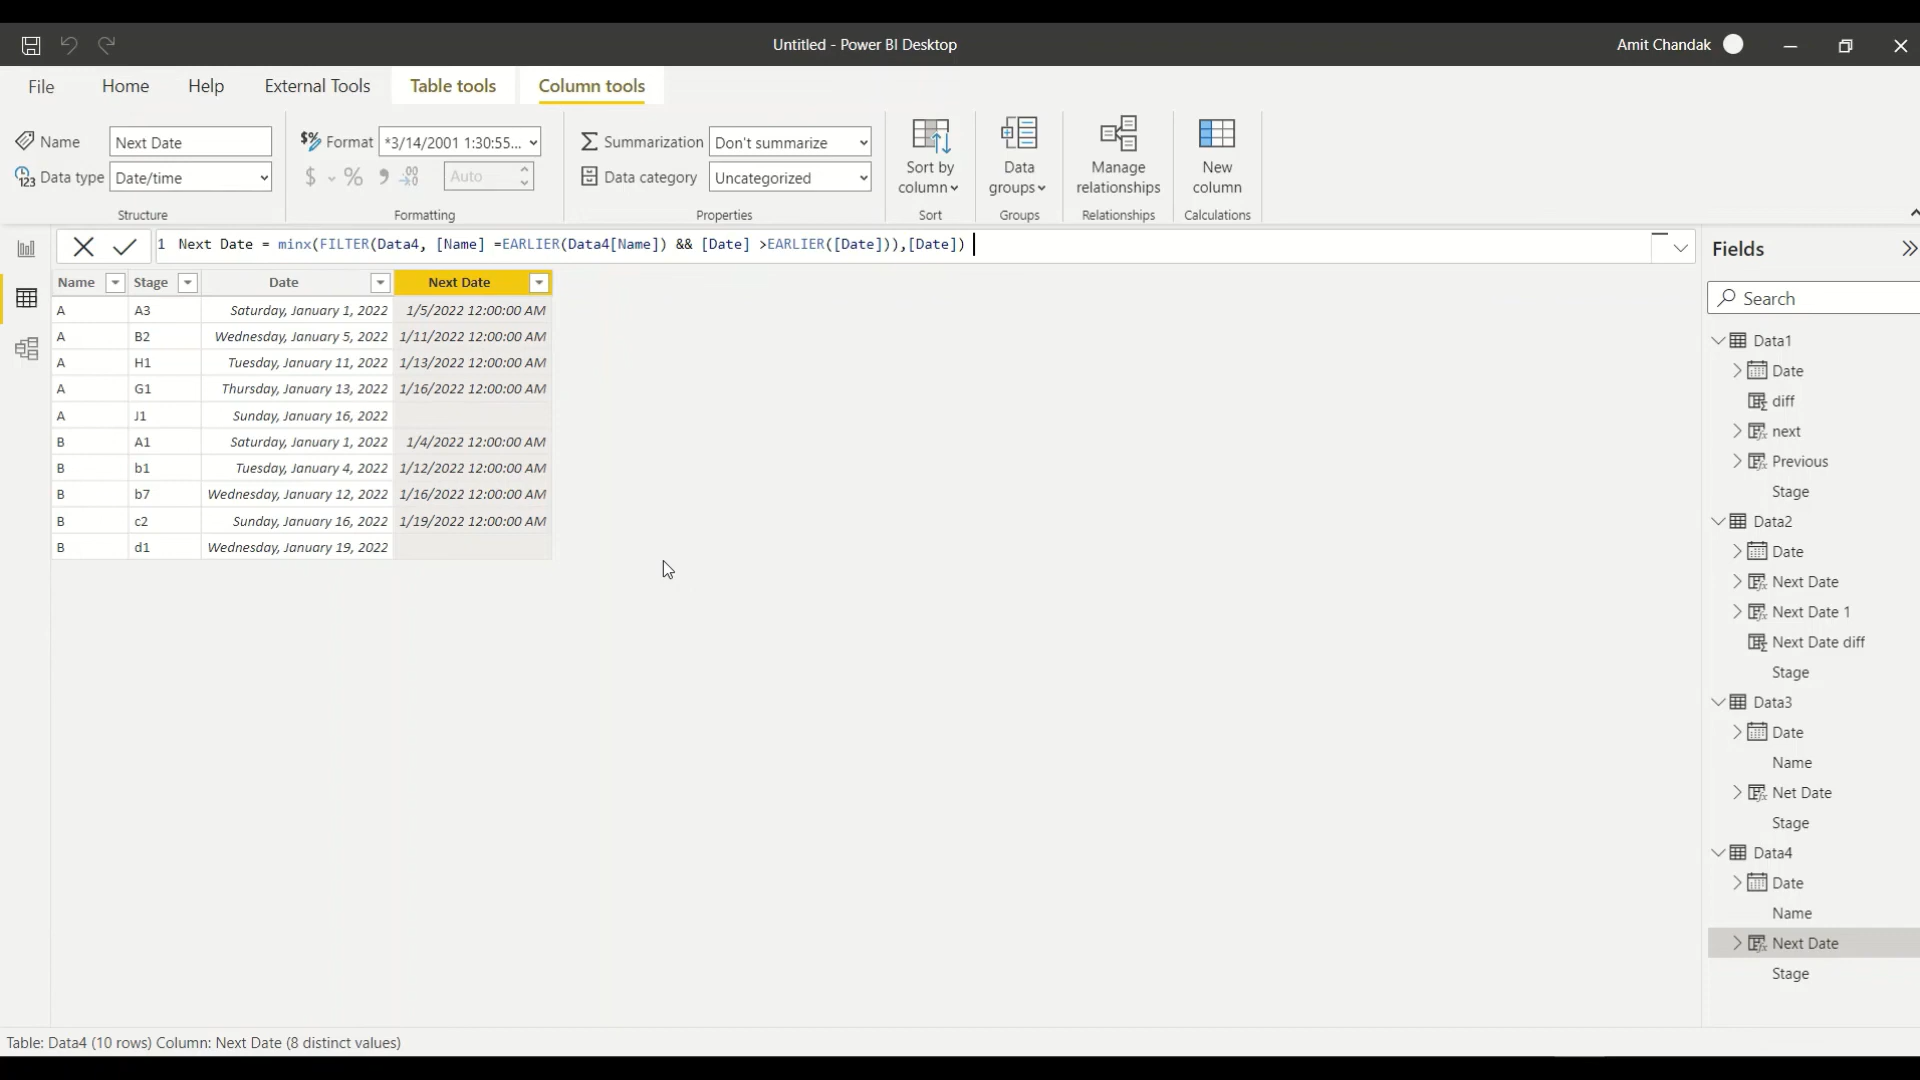 Untitled - Power BI Desktop
Amit Chandak
File Home Help External Tools Table tools Column tools
Name Next Date
Data type Date/time
Structure
Format *3/14/2001 1:30:55...
$ % 9 .00
Auto
Formatting
Summarization Don't summarize
Data category Uncategorized
Properties
Sort by
column
Sort
Data
groups
Groups
Manage
relationships
Relationships
New
column
Calculations
1 Next Date = minx(FILTER(Data4, [Name] =EARLIER(Data4[Name]) && [Date] >EARLIER([Date])),[Date])
Name Stage Date Next Date
A A3 Saturday, January 1, 2022 1/5/2022 12:00:00 AM
A B2 Wednesday, January 5, 2022 1/11/2022 12:00:00 AM
A H1 Tuesday, January 11, 2022 1/13/2022 12:00:00 AM
A G1 Thursday, January 13, 2022 1/16/2022 12:00:00 AM
A J1 Sunday, January 16, 2022
B A1 Saturday, January 1, 2022 1/4/2022 12:00:00 AM
B b1 Tuesday, January 4, 2022 1/12/2022 12:00:00 AM
B b7 Wednesday, January 12, 2022 1/16/2022 12:00:00 AM
B c2 Sunday, January 16, 2022 1/19/2022 12:00:00 AM
B d1 Wednesday, January 19, 2022
Fields
Search
Data1
Date
diff
next
Previous
Stage
Data2
Date
Next Date
Next Date 1
Next Date diff
Stage
Data3
Date
Name
Net Date
Stage
Data4
Date
Name
Next Date
Stage
Table: Data4 (10 rows) Column: Next Date (8 distinct values)